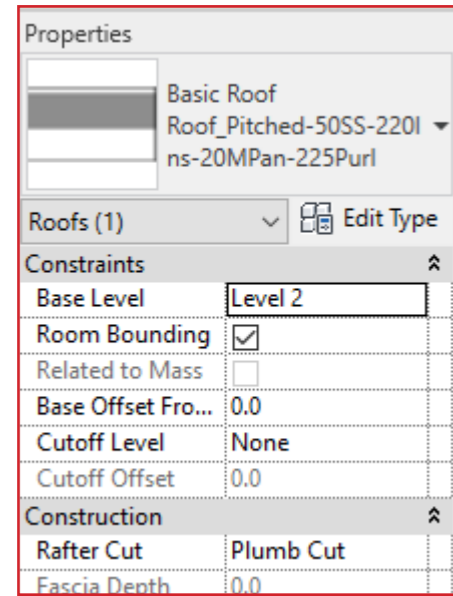 Properties
Basic Roof
Roof_Pitched-50SS-220I
ns-20MPan-225Purl
Roofs (1) Edit Type
Constraints
Base Level Level 2
Room Bounding
Related to Mass
Base Offset Fro... 0.0
Cutoff Level None
Cutoff Offset 0.0
Construction
Rafter Cut Plumb Cut
Fascia Depth 0.0